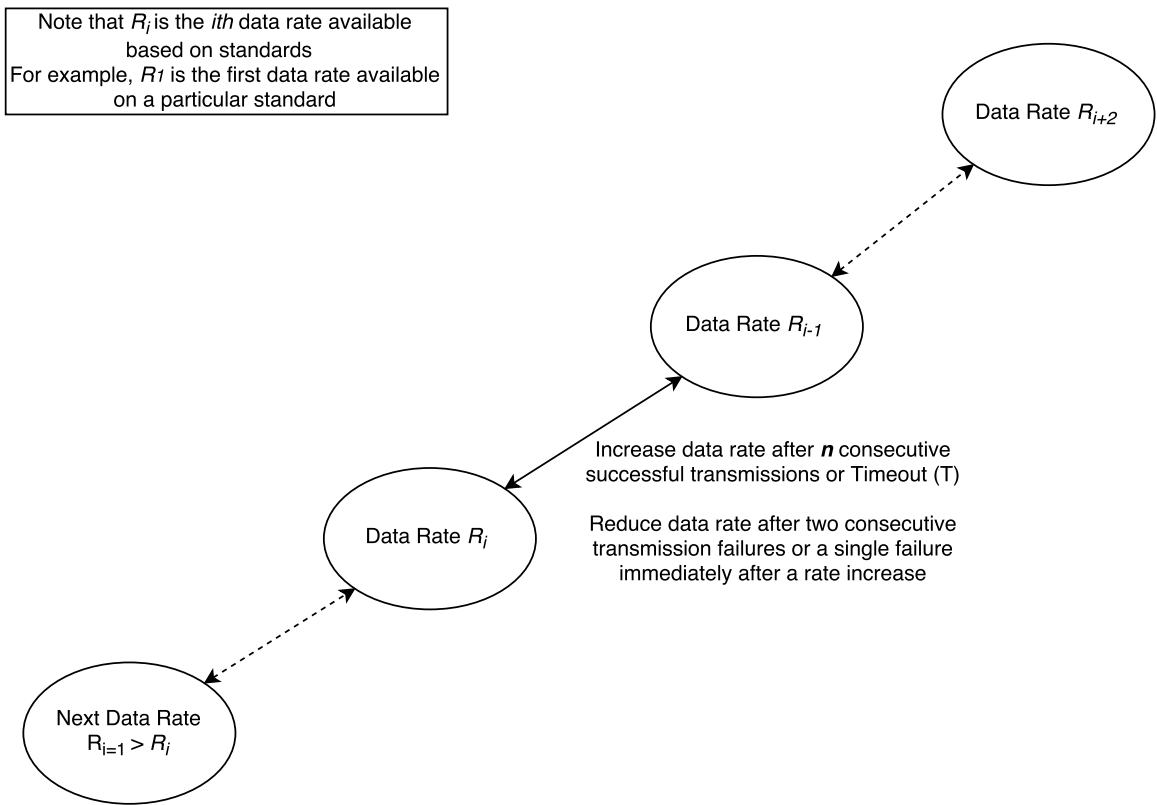 Note that Ri is the ith data rate available
based on standards
For example, R1 is the first data rate available
on a particular standard
Data Rate Ri+2
Data Rate Ri-1
Increase data rate after n consecutive
successful transmissions or Timeout (T)
Reduce data rate after two consecutive
transmission failures or a single failure
immediately after a rate increase
Data Rate Ri
Next Data Rate
Ri=1 > Ri